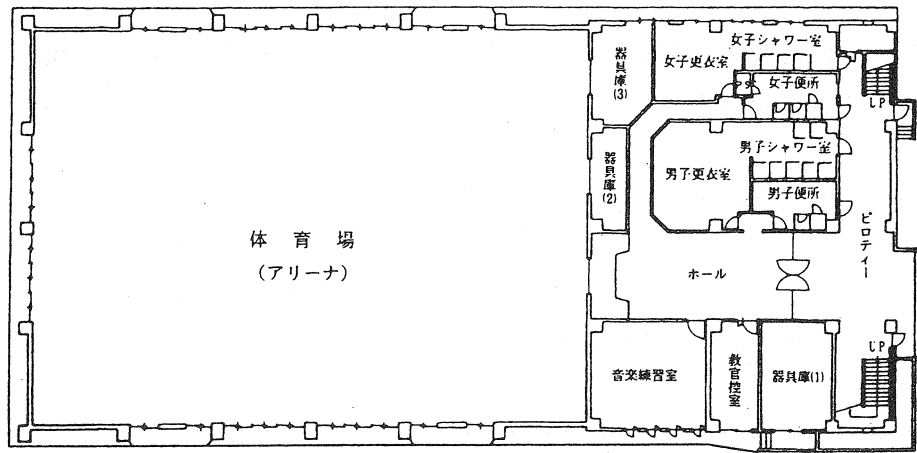 体育場
(アリーナ)
器具庫(3)
女子更衣室
女子シャワー室
女子便所
UP
器具庫(2)
男子更衣室
男子シャワー室
男子便所
ピロティー
ホール
音楽練習室
教官控室
器具庫(1)
UP